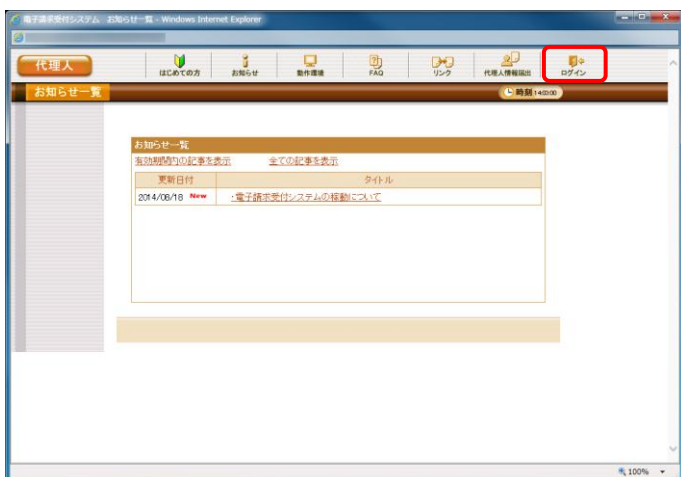 電子請求受付システム お知らせ一覧 - Windows Internet Explorer
代理人
はじめての方 お知らせ 動作環境 FAQ リンク 代理人情報届出 ログイン
お知らせ一覧
時刻 14:00:00
お知らせ一覧
有効期間内の記事を表示 全ての記事を表示
更新日付 タイトル
2014/08/18 New ・電子請求受付システムの稼動について
100%